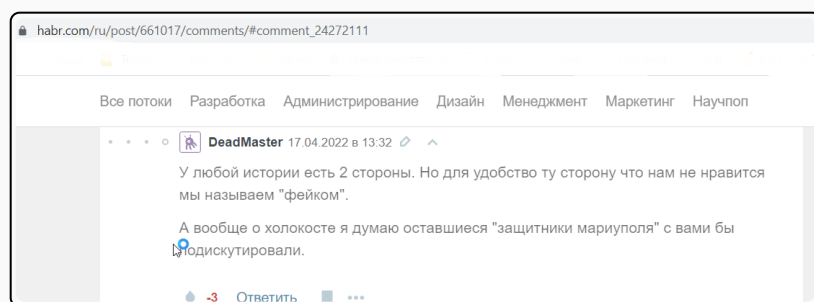 habr.com/ru/post/661017/comments/#comment_24272111
Все потоки Разработка Администрирование Дизайн Менеджмент Маркетинг Научпоп
DeadMaster 17.04.2022 в 13:32
У любой истории есть 2 стороны. Но для удобство ту сторону что нам не нравится
мы называем "фейком".
А вообще о холокосте я думаю оставшиеся "защитники мариуполя" с вами бы
подискутировали.
-3 Ответить